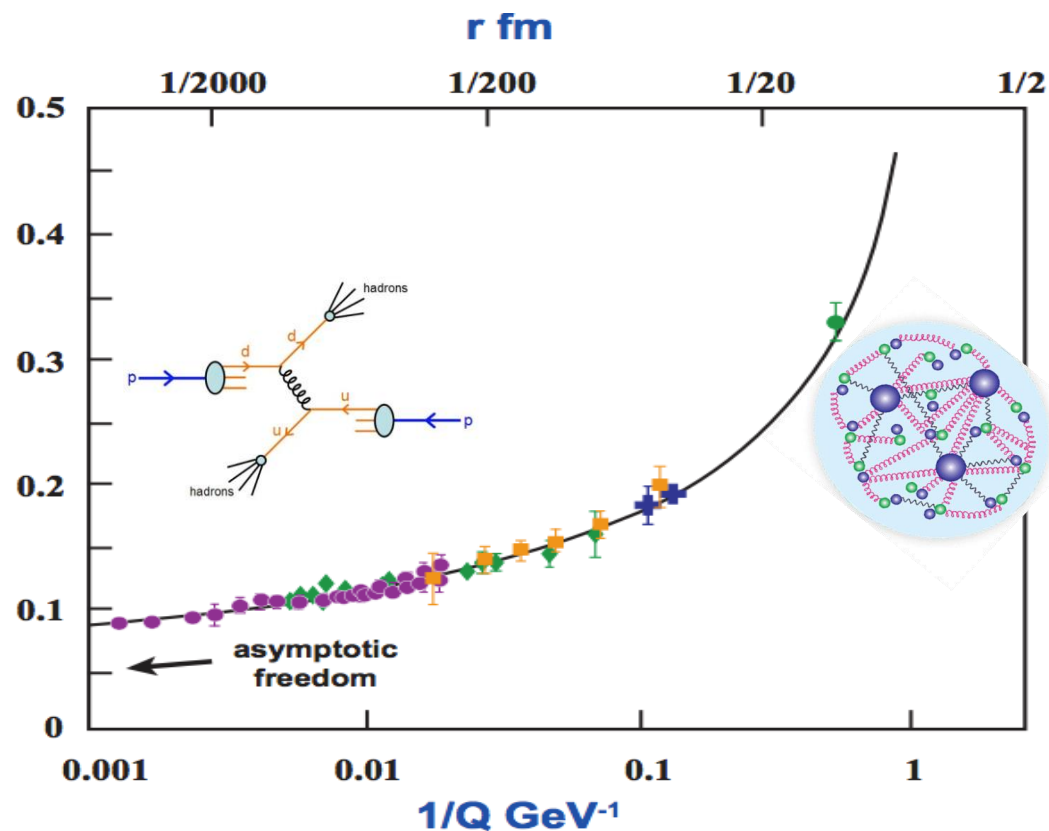 r fm
1/2000 1/200 1/20 1/2
0.5
0.4
0.3
0.2
0.1
0
hadrons
d
d
p
u
p
u
hadrons
asymptotic
freedom
0.001 0.01 0.1 1
1/Q GeV⁻¹